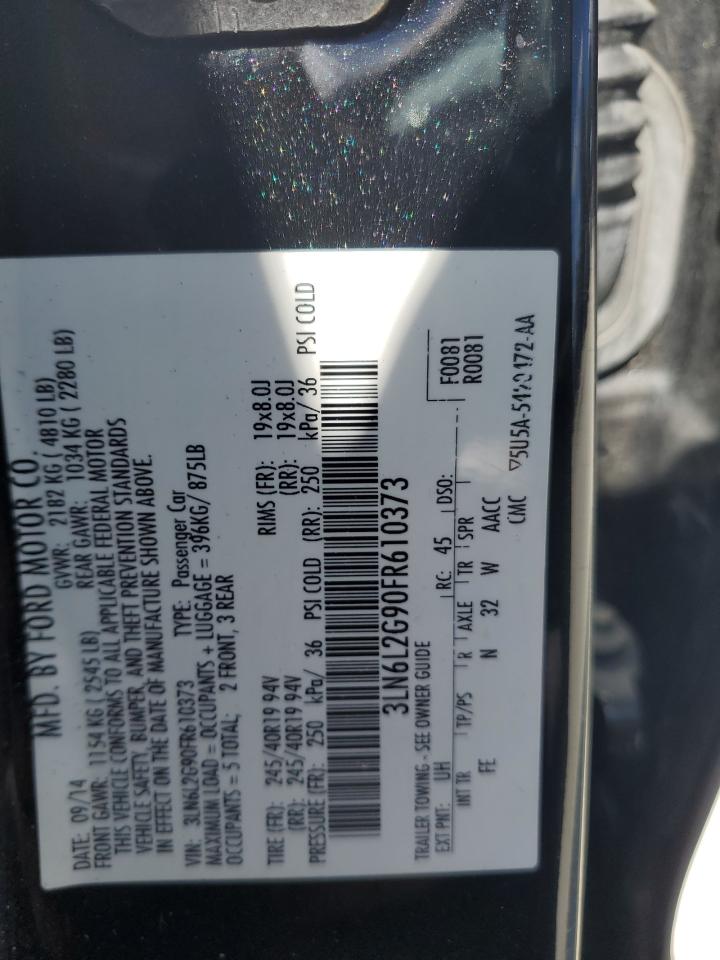 MFD. BY FORD MOTOR CO.
DATE: 09/14 GVWR: 2182 KG ( 4810 LB)
FRONT GAWR: 1154 KG ( 2545 LB) REAR GAWR: 1034 KG ( 2280 LB)
THIS VEHICLE CONFORMS TO ALL APPLICABLE FEDERAL MOTOR
VEHICLE SAFETY, BUMPER, AND THEFT PREVENTION STANDARDS
IN EFFECT ON THE DATE OF MANUFACTURE SHOWN ABOVE.
VIN: 3LN6L2G90FR610373 TYPE: Passenger Car
MAXIMUM LOAD = OCCUPANTS + LUGGAGE = 396KG/ 875LB
OCCUPANTS = 5 TOTAL; 2 FRONT, 3 REAR
TIRE (FR): 245/40R19 94V RIMS (FR): 19x8.0J
(RR): 245/40R19 94V (RR): 19x8.0J
PRESSURE (FR): 250 kPa/ 36 PSI COLD (RR): 250 kPa/ 36 PSI COLD
3LN6L2G90FR610373
F0081
R0081
TRAILER TOWING - SEE OWNER GUIDE
EXT PNT: UH RC: 45 DSO:
INT TR TP/PS R AXLE TR SPR
FE N 32 W AACC
CMC